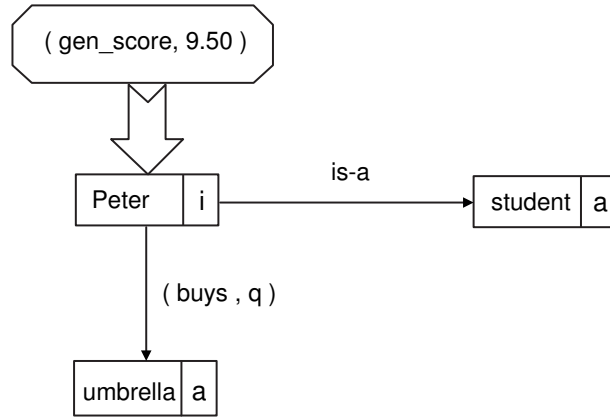 ( gen_score, 9.50 )
is-a
Peter i
student a
( buys , q )
umbrella a